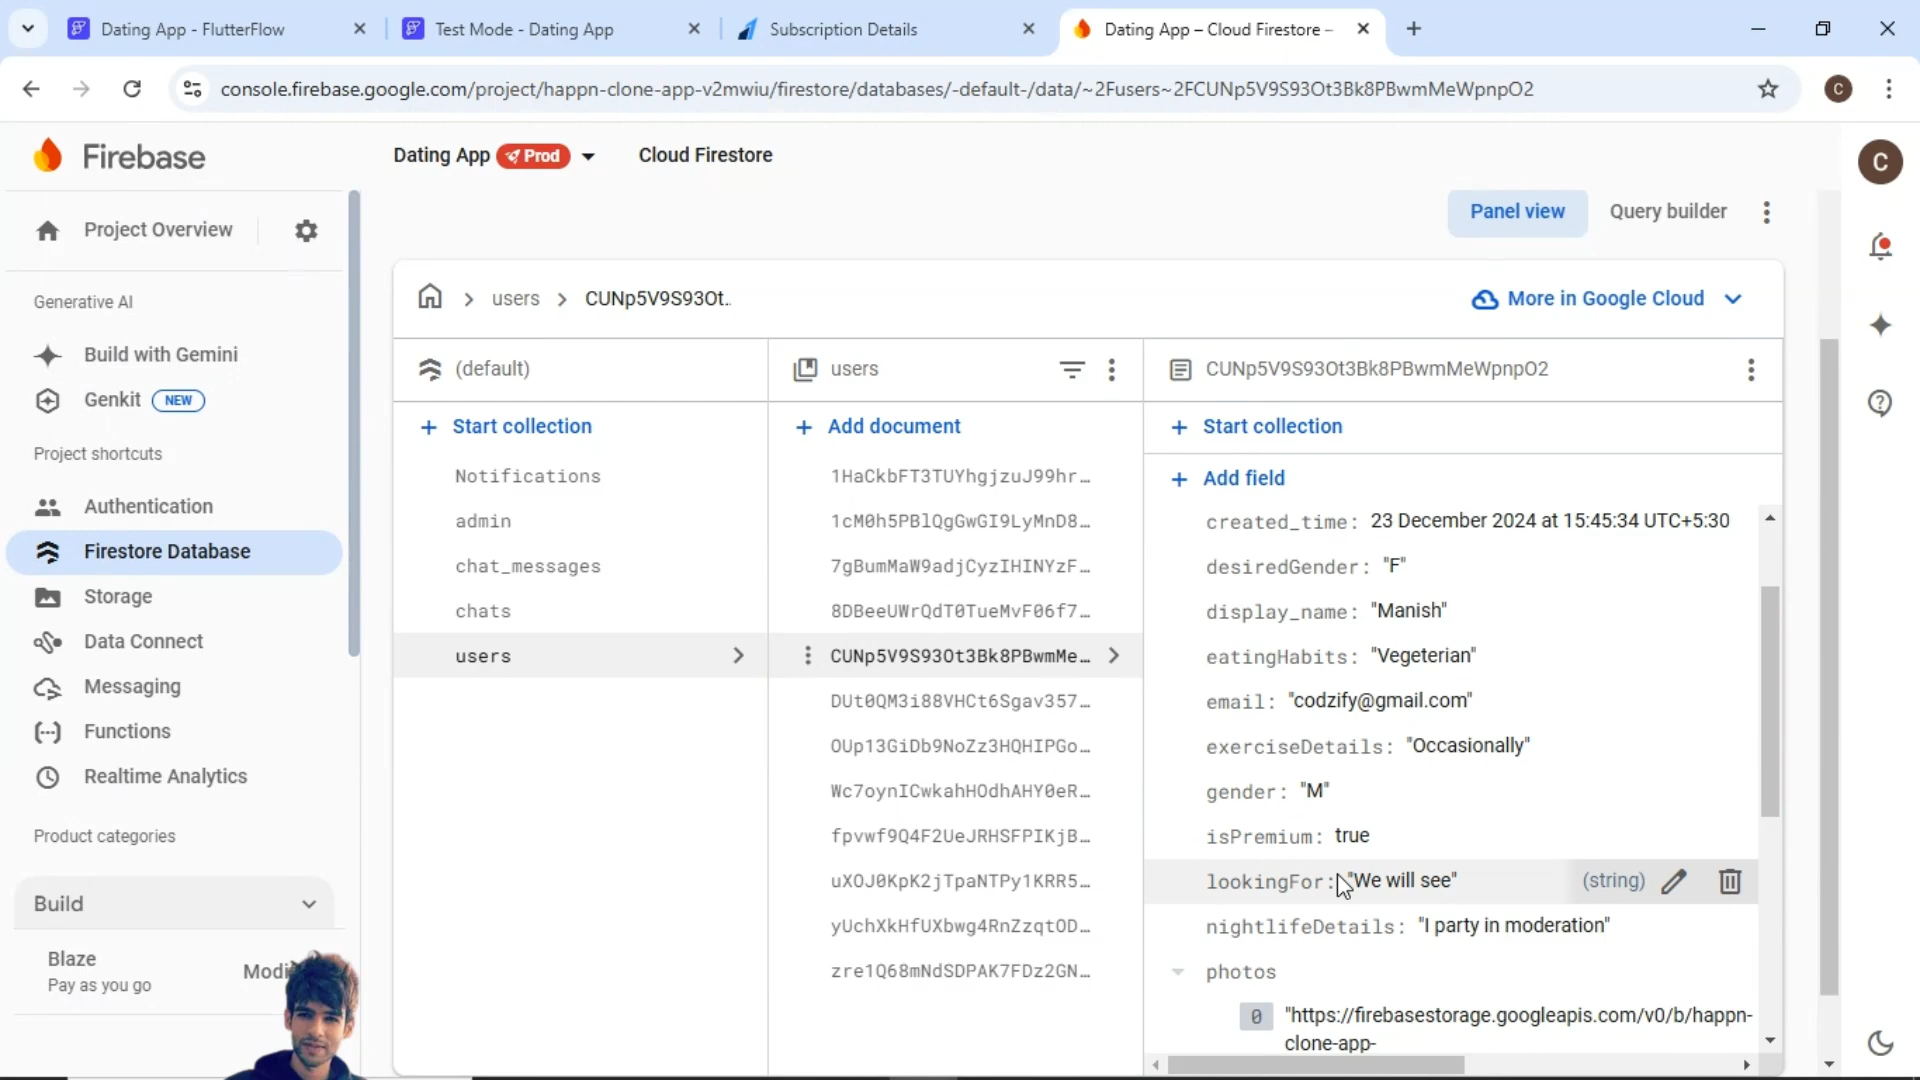 Dating App - FlutterFlow
Test Mode - Dating App
Subscription Details
Dating App – Cloud Firestore –
console.firebase.google.com/project/happn-clone-app-v2mwiu/firestore/databases/-default-/data/~2Fusers~2FCUNp5V9S93Ot3Bk8PBwmMeWpnpO2
C
Firebase
Dating App
Prod
Cloud Firestore
C
Project Overview
Panel view
Query builder
Generative AI
Build with Gemini
Genkit
NEW
Project shortcuts
Authentication
Firestore Database
Storage
Data Connect
Messaging
Functions
Realtime Analytics
Product categories
Build
Blaze
Pay as you go
users
CUNp5V9S93Ot..
More in Google Cloud
(default)
Start collection
Notifications
admin
chat_messages
chats
users
users
Add document
1HaCkbFT3TUYhgjzuJ99hr…
1cM0h5PBlQgGwGI9LyMnD8…
7gBumMaW9adjCyzIHINYzF…
8DBeeUWrQdT0TueMvF06f7…
CUNp5V9S93Ot3Bk8PBwmMe…
DUt0QM3i88VHCt6Sgav357…
OUp13GiDb9NoZz3HQHIPGo…
Wc7oynICwkahHOdhAHY0eR…
fpvwf9Q4F2UeJRHSFPIKjB…
uXOJ0KpK2jTpaNTPy1KRR5…
yUchXkHfUXbwg4RnZzqtOD…
zre1Q68mNdSDPAK7FDz2GN…
CUNp5V9S93Ot3Bk8PBwmMeWpnpO2
Start collection
Add field
created_time: 23 December 2024 at 15:45:34 UTC+5:30
desiredGender: "F"
display_name: "Manish"
eatingHabits: "Vegeterian"
email: "codzify@gmail.com"
exerciseDetails: "Occasionally"
gender: "M"
isPremium: true
lookingFor: "We will see"
(string)
nightlifeDetails: "I party in moderation"
photos
0 "https://firebasestorage.googleapis.com/v0/b/happn-
clone-app-